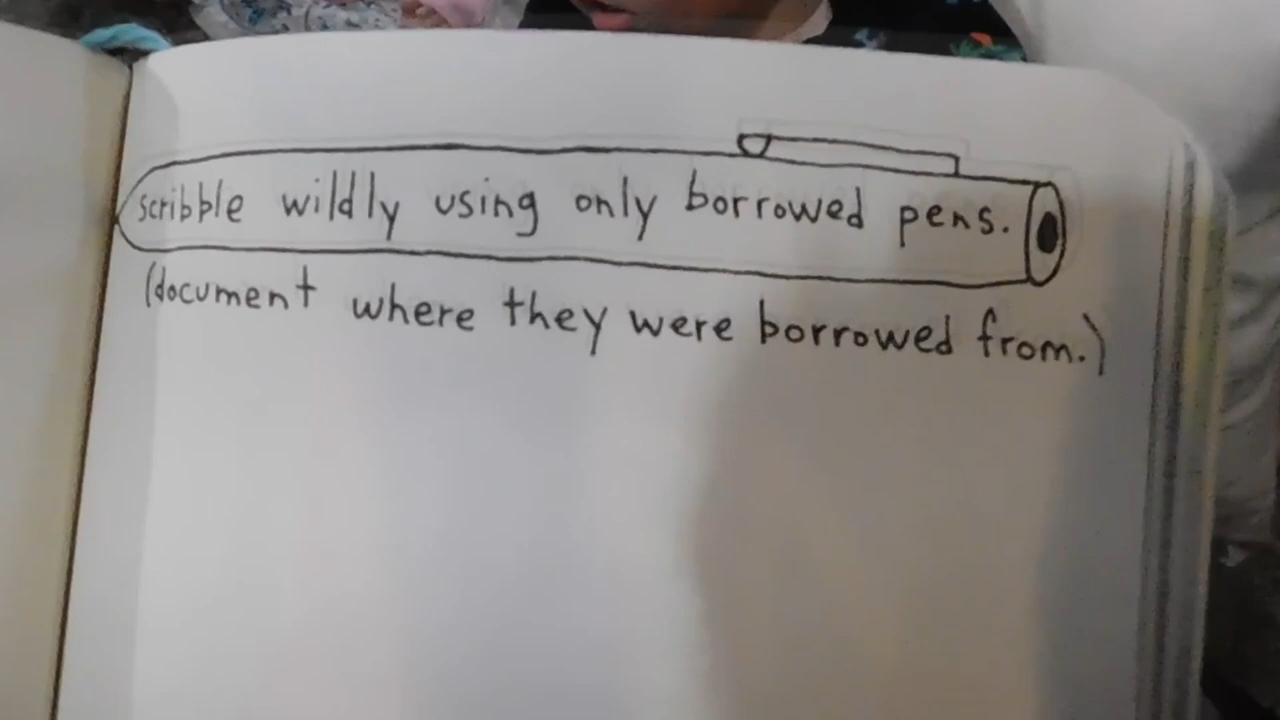 scribble wildly using only borrowed pens.
(document where they were borrowed from.)